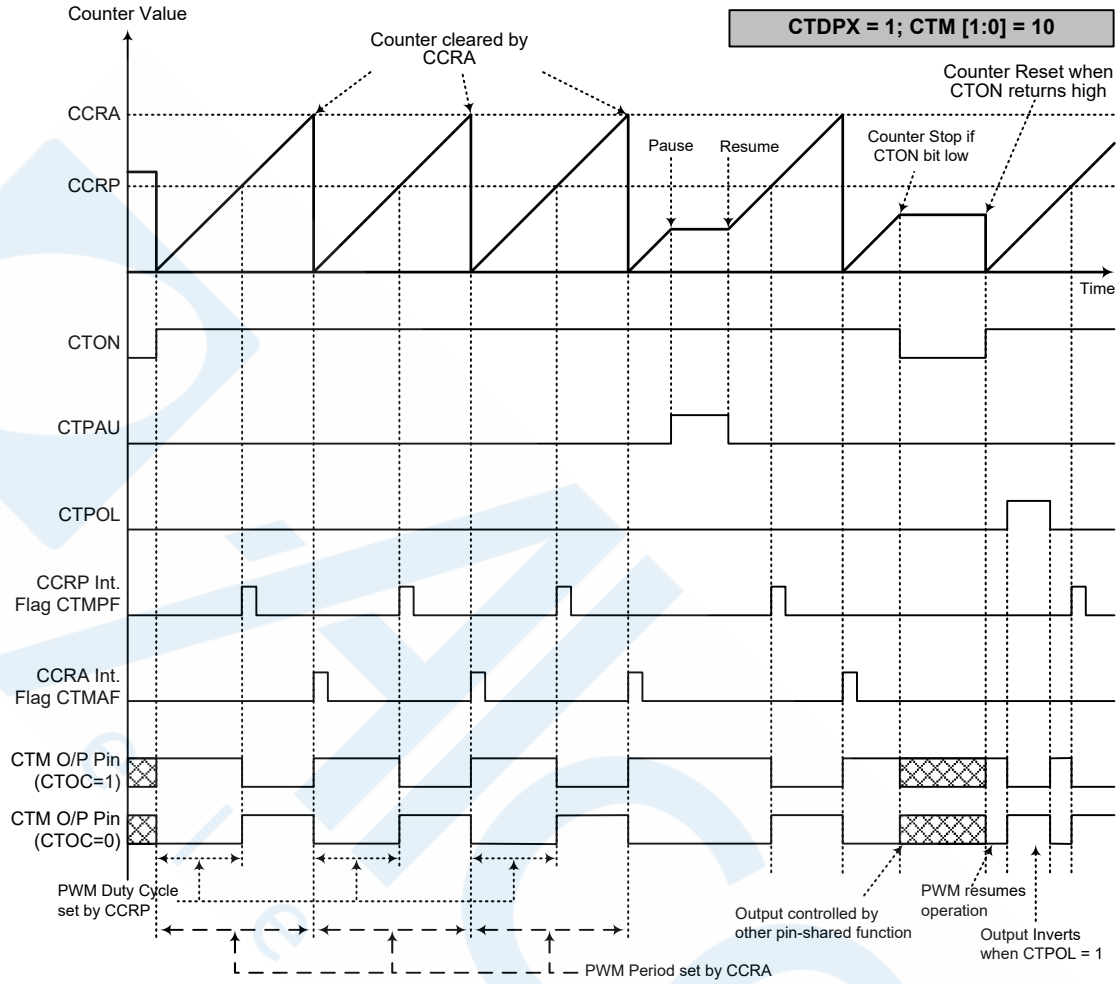 Counter Value
CTDPX = 1; CTM [1:0] = 10
Counter cleared by
CCRA
Counter Reset when
CTON returns high
CCRA
Pause
Resume
Counter Stop if
CTON bit low
CCRP
Time
CTON
CTPAU
CTPOL
CCRP Int.
Flag CTMPF
CCRA Int.
Flag CTMAF
CTM O/P Pin
(CTOC=1)
CTM O/P Pin
(CTOC=0)
PWM Duty Cycle
set by CCRP
Output controlled by
other pin-shared function
PWM resumes
operation
Output Inverts
when CTPOL = 1
PWM Period set by CCRA